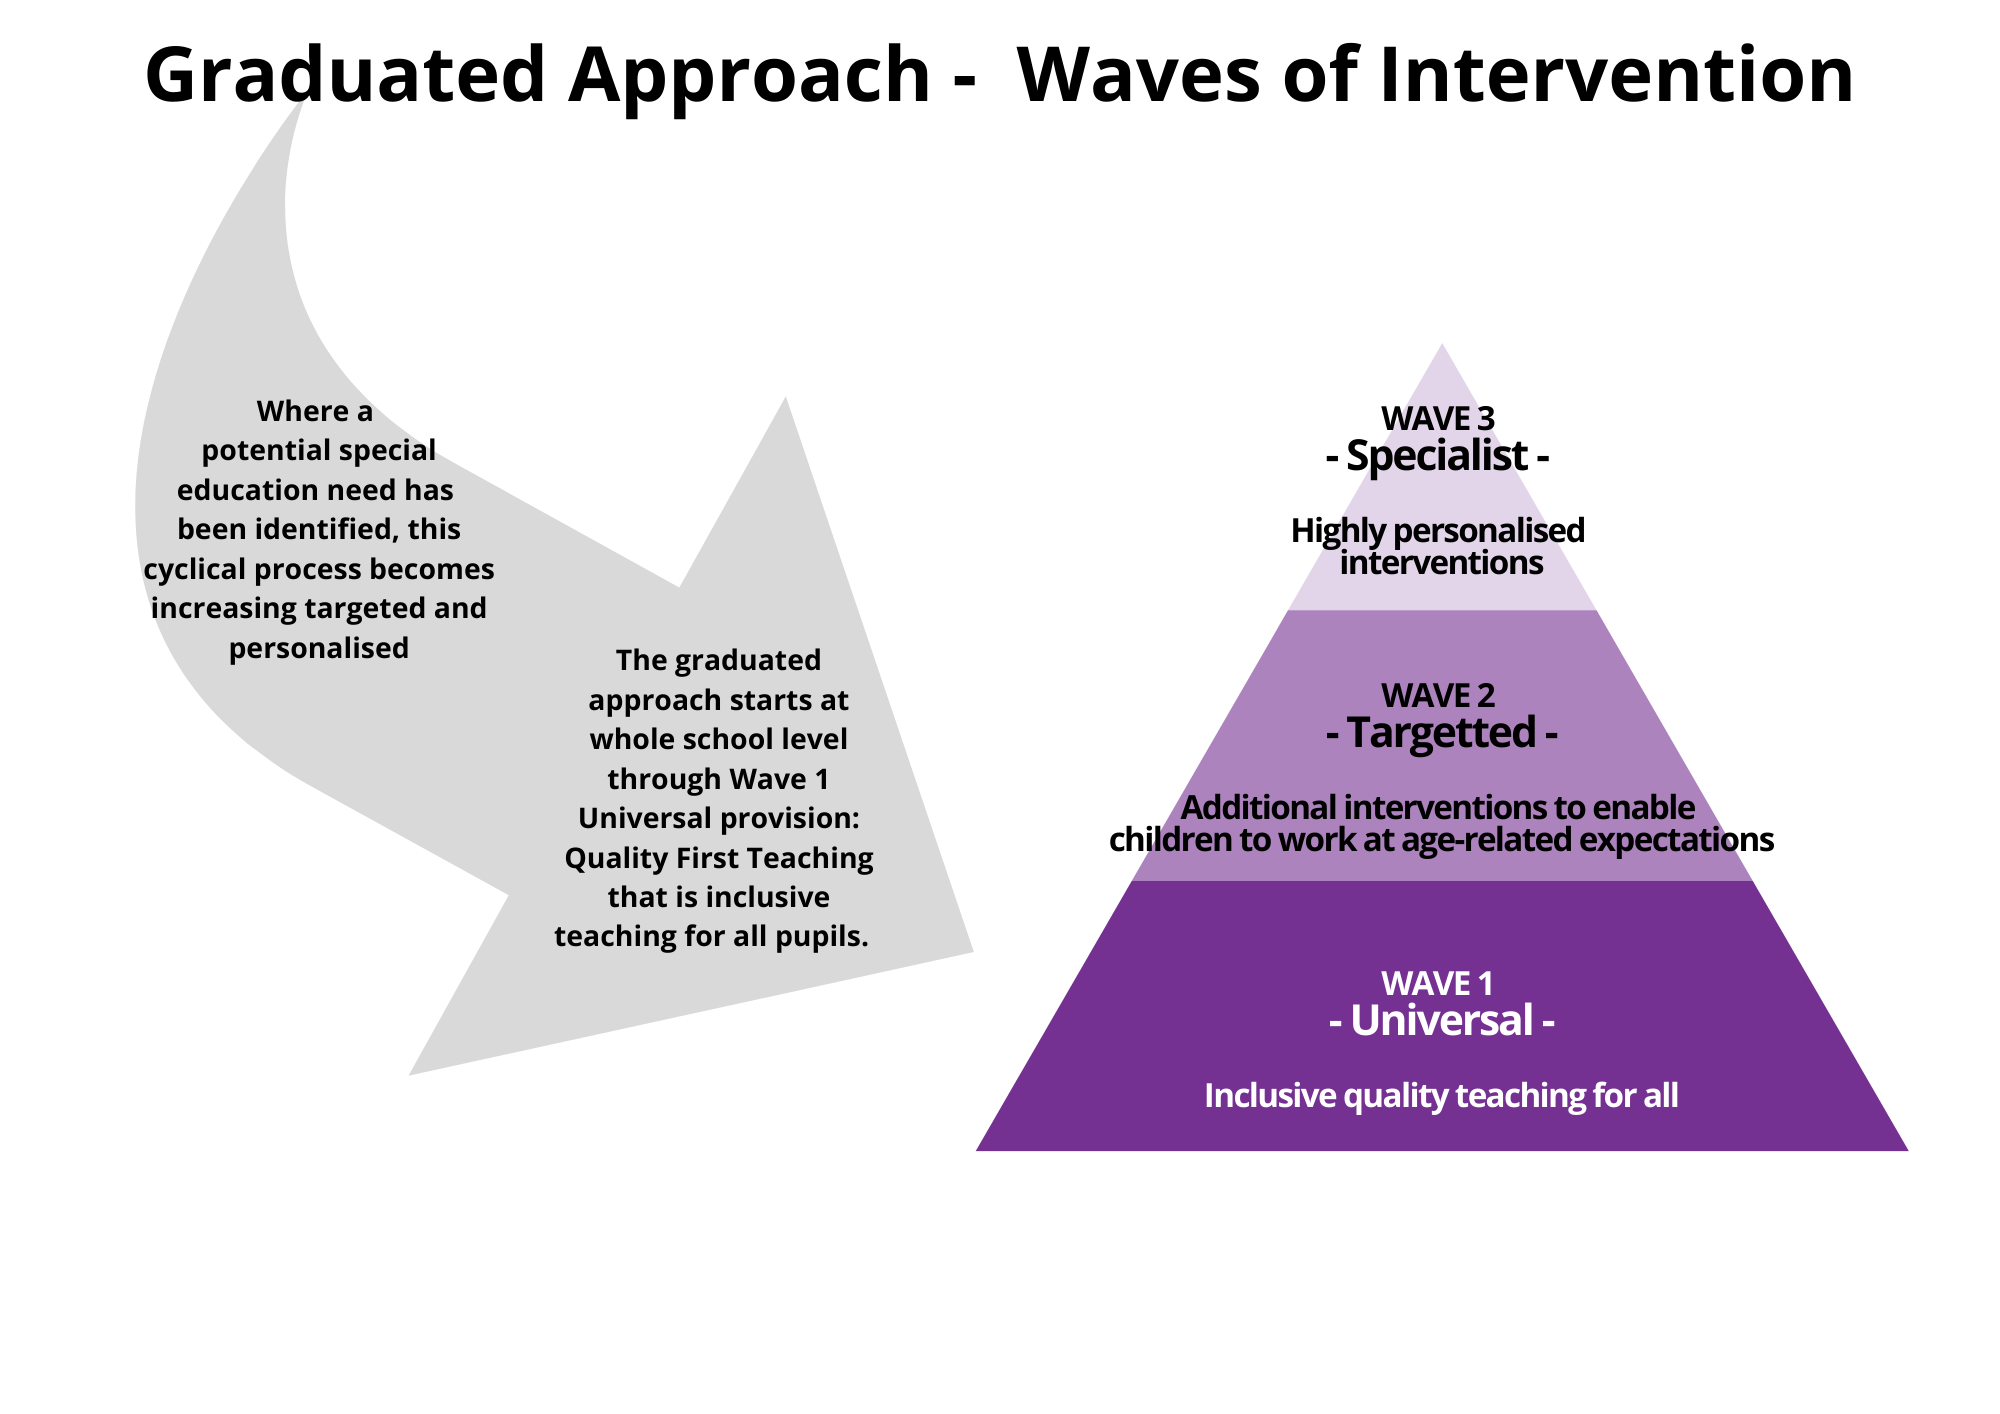 Graduated Approach - Waves of Intervention
Where a
potential special
education need has
been identified, this
cyclical process becomes
increasing targeted and
personalised
The graduated
approach starts at
whole school level
through Wave 1
Universal provision:
Quality First Teaching
that is inclusive
teaching for all pupils.
WAVE 3
- Specialist -
Highly personalised
interventions
WAVE 2
- Targetted -
Additional interventions to enable
children to work at age-related expectations
WAVE 1
- Universal -
Inclusive quality teaching for all